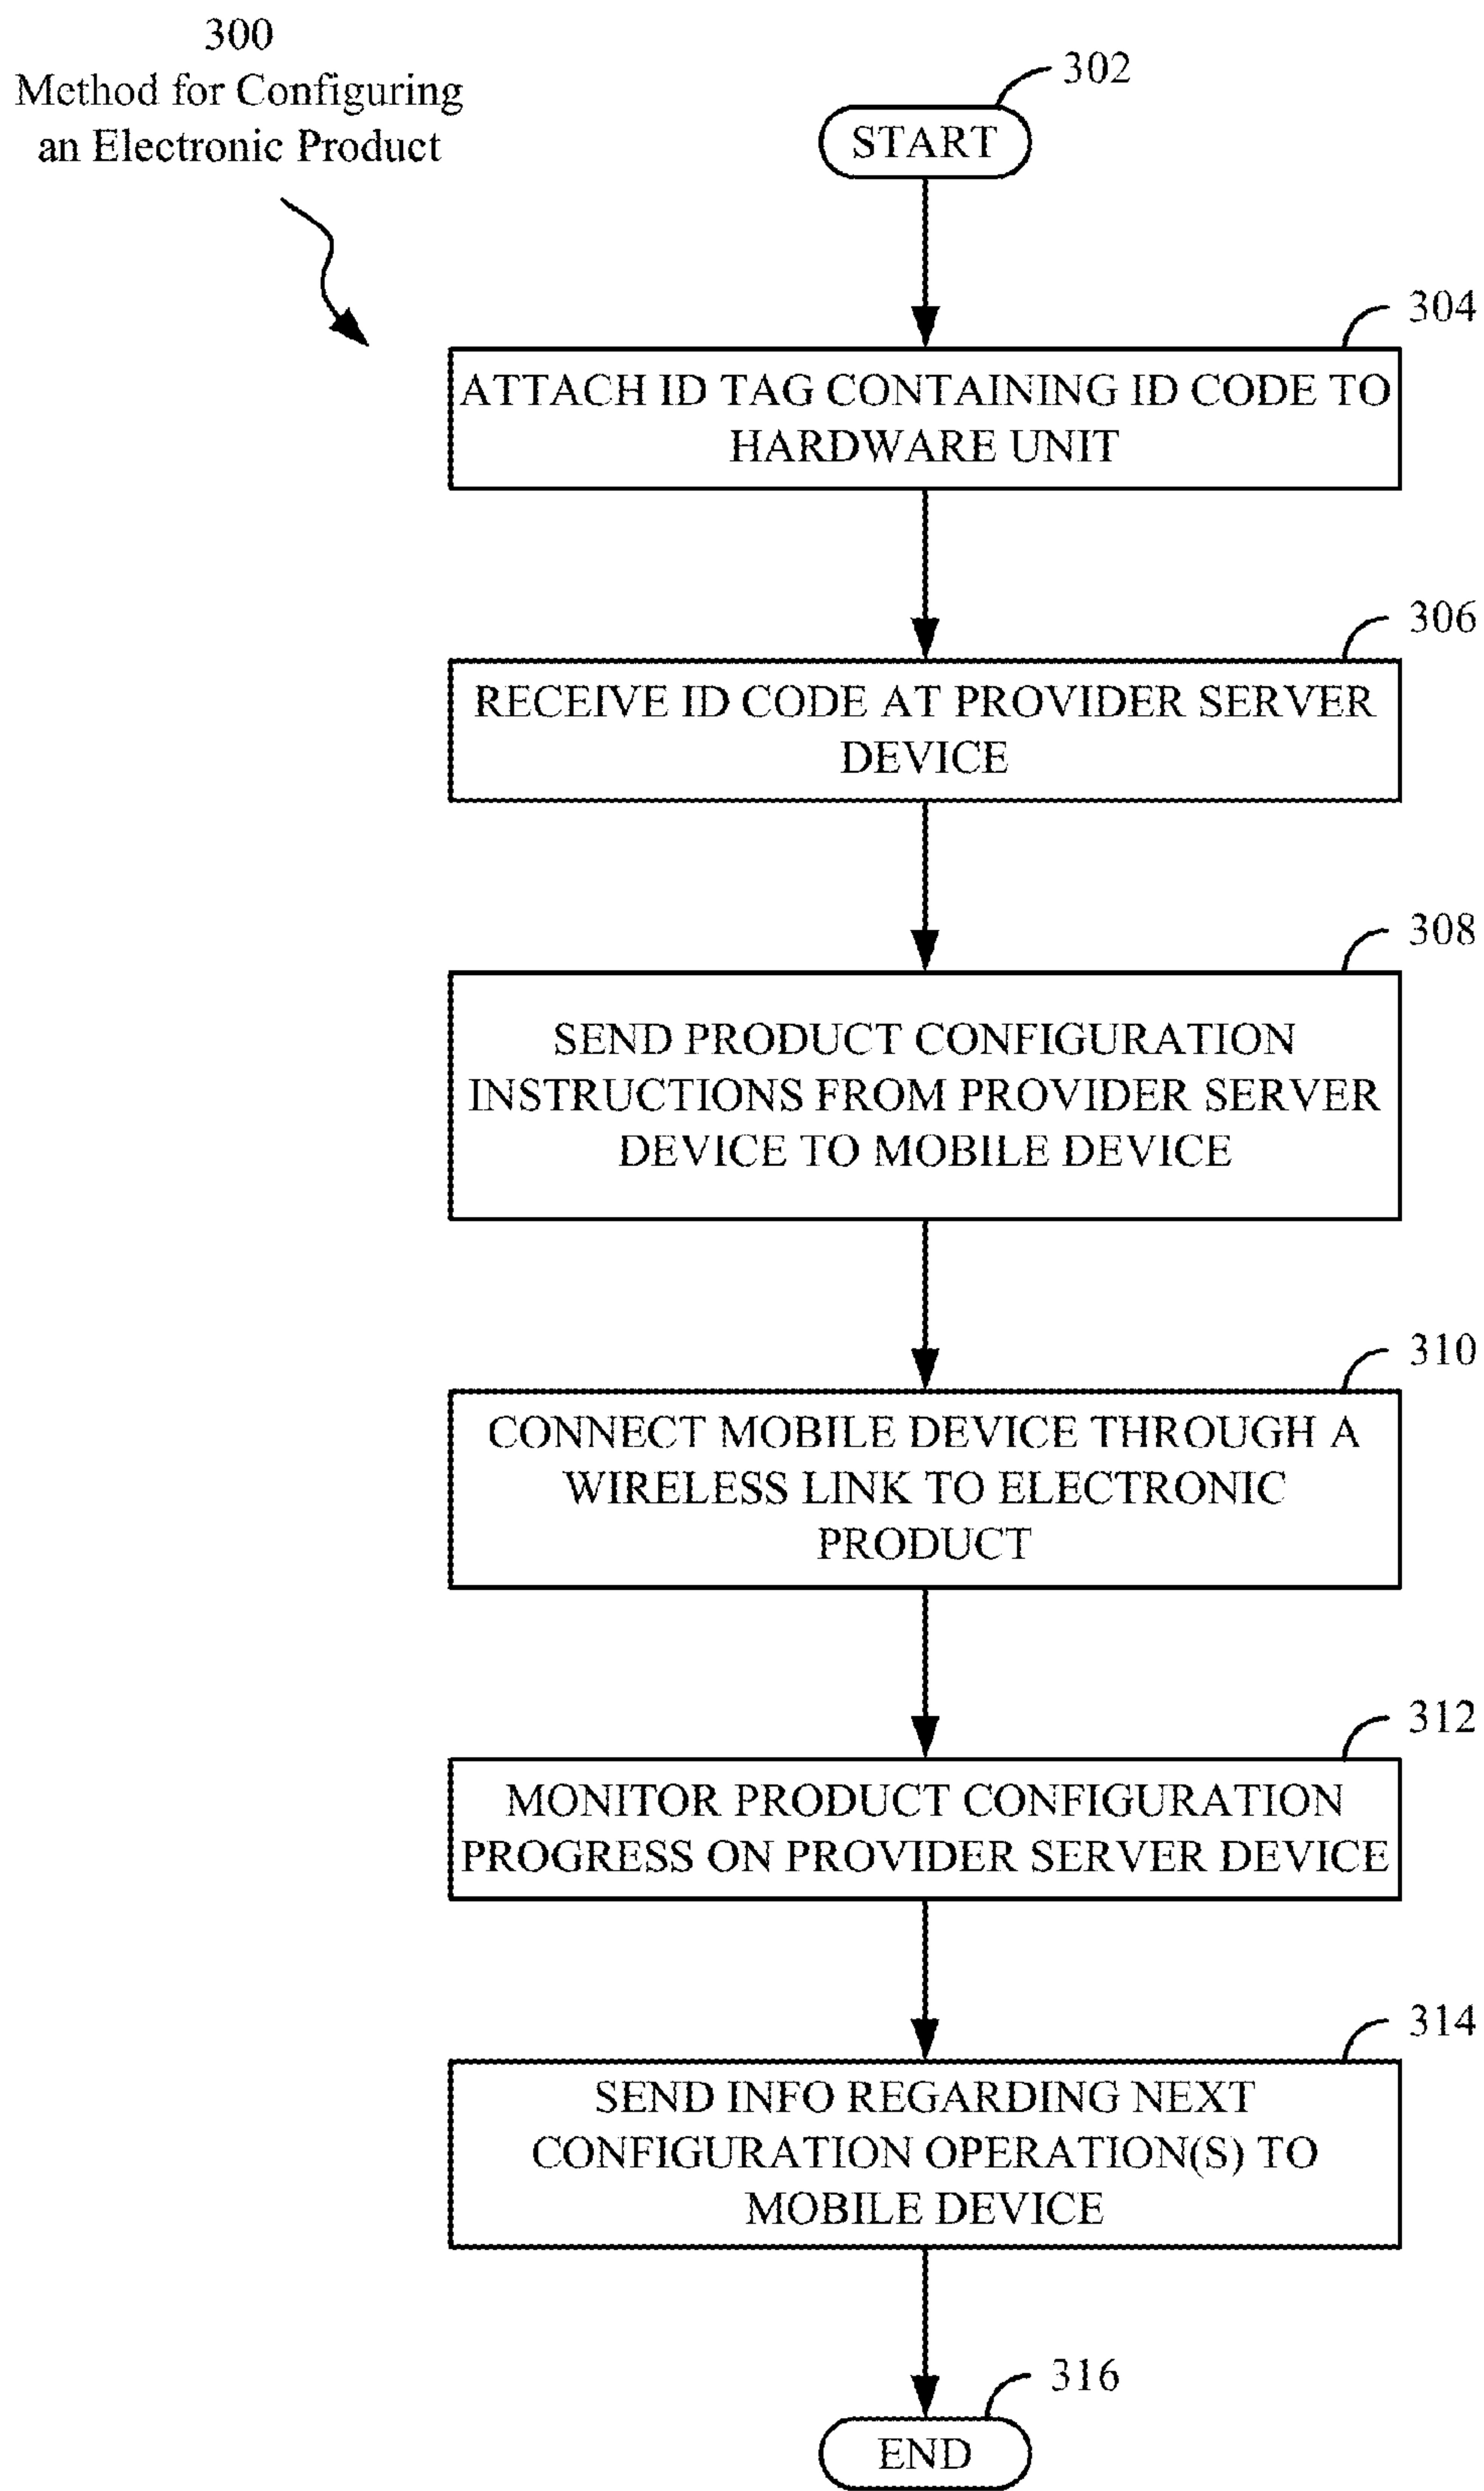 300
Method for Configuring
an Electronic Product
302
START
304
ATTACH ID TAG CONTAINING ID CODE TO
HARDWARE UNIT
306
RECEIVE ID CODE AT PROVIDER SERVER
DEVICE
308
SEND PRODUCT CONFIGURATION
INSTRUCTIONS FROM PROVIDER SERVER
DEVICE TO MOBILE DEVICE
310
CONNECT MOBILE DEVICE THROUGH A
WIRELESS LINK TO ELECTRONIC
PRODUCT
312
MONITOR PRODUCT CONFIGURATION
PROGRESS ON PROVIDER SERVER DEVICE
314
SEND INFO REGARDING NEXT
CONFIGURATION OPERATION(S) TO
MOBILE DEVICE
316
END